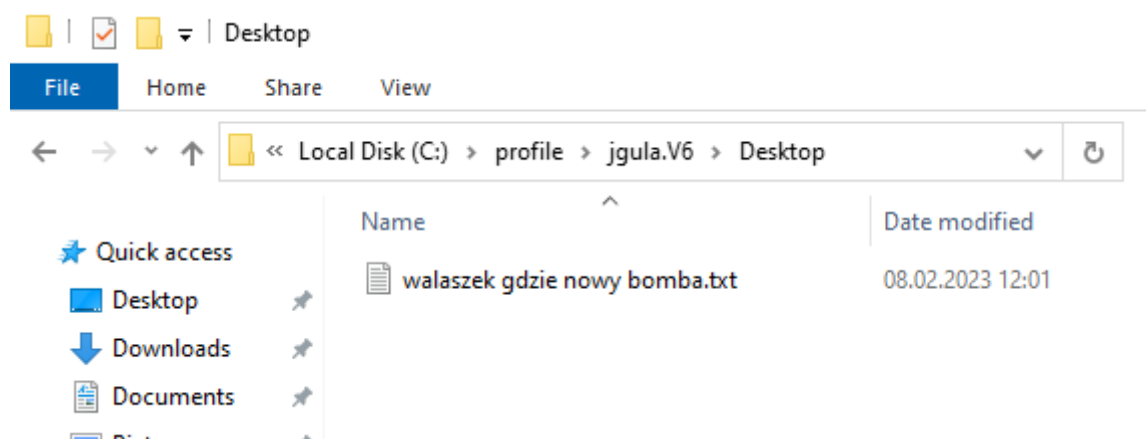 Desktop
File Home Share View
« Local Disk (C:) > profile > jgula.V6 > Desktop
Name Date modified
Quick access
walaszek gdzie nowy bomba.txt 08.02.2023 12:01
Desktop
Downloads
Documents